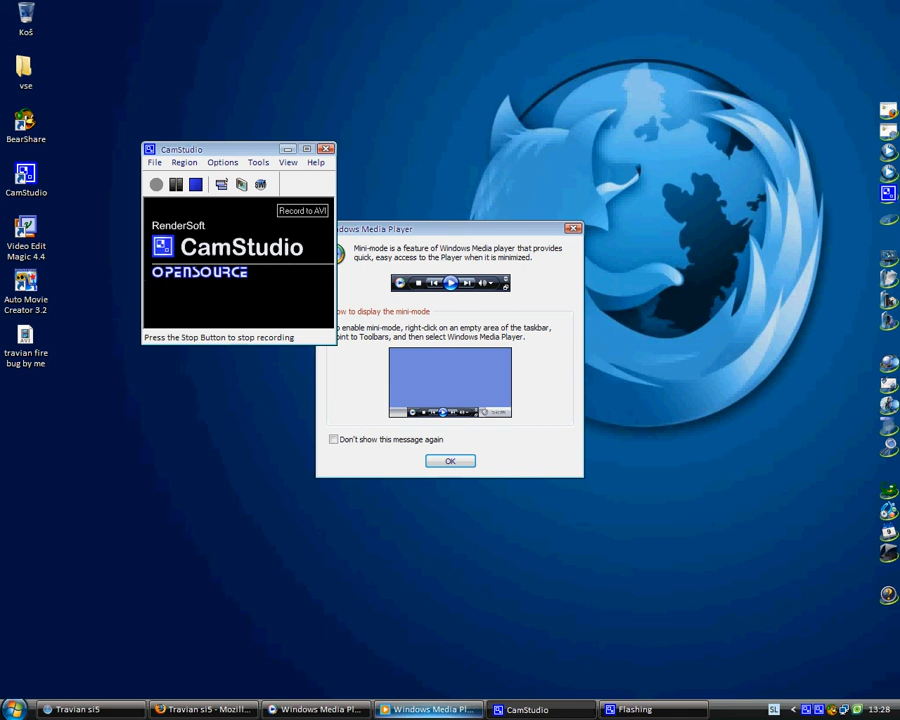 Koš
vse
BearShare
CamStudio
Video Edit
Magic 4.4
Auto Movie
Creator 3.2
AVI
travian fire
bug by me
CamStudio
File Region Options Tools View Help
Record to AVI
RenderSoft
CamStudio
OPENSOURCE
Press the Stop Button to stop recording
dows Media Player
Mini-mode is a feature of Windows Media player that provides
quick, easy access to the Player when it is minimized.
ow to display the mini-mode
o enable mini-mode, right-click on an empty area of the taskbar,
oint to Toolbars, and then select Windows Media Player.
Don't show this message again
OK
Travian si5
Travian si5 - Mozil...
Windows Media Pl...
Windows Media Pl...
CamStudio
Flashing
SL
13:28